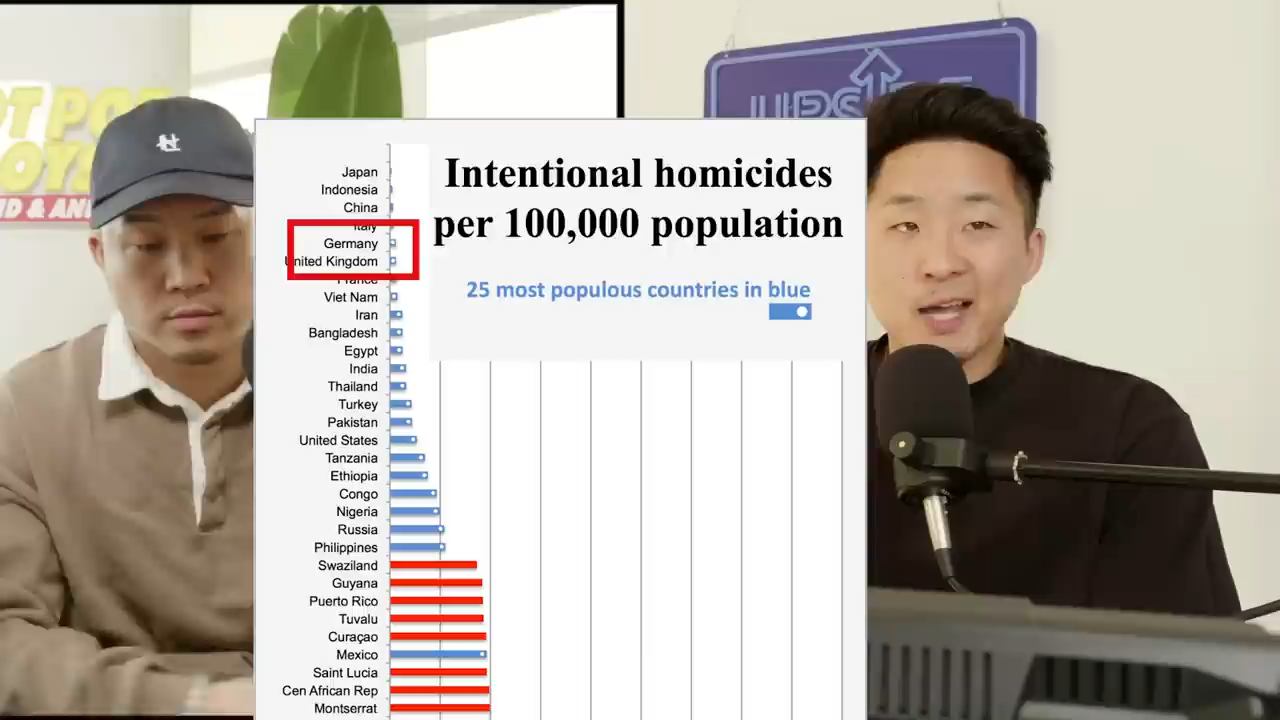 Intentional homicides
per 100,000 population
25 most populous countries in blue
Japan
Indonesia
China
Italy
Germany
United Kingdom
France
Viet Nam
Iran
Bangladesh
Egypt
India
Thailand
Turkey
Pakistan
United States
Tanzania
Ethiopia
Congo
Nigeria
Russia
Philippines
Swaziland
Guyana
Puerto Rico
Tuvalu
Curaçao
Mexico
Saint Lucia
Cen African Rep
Montserrat